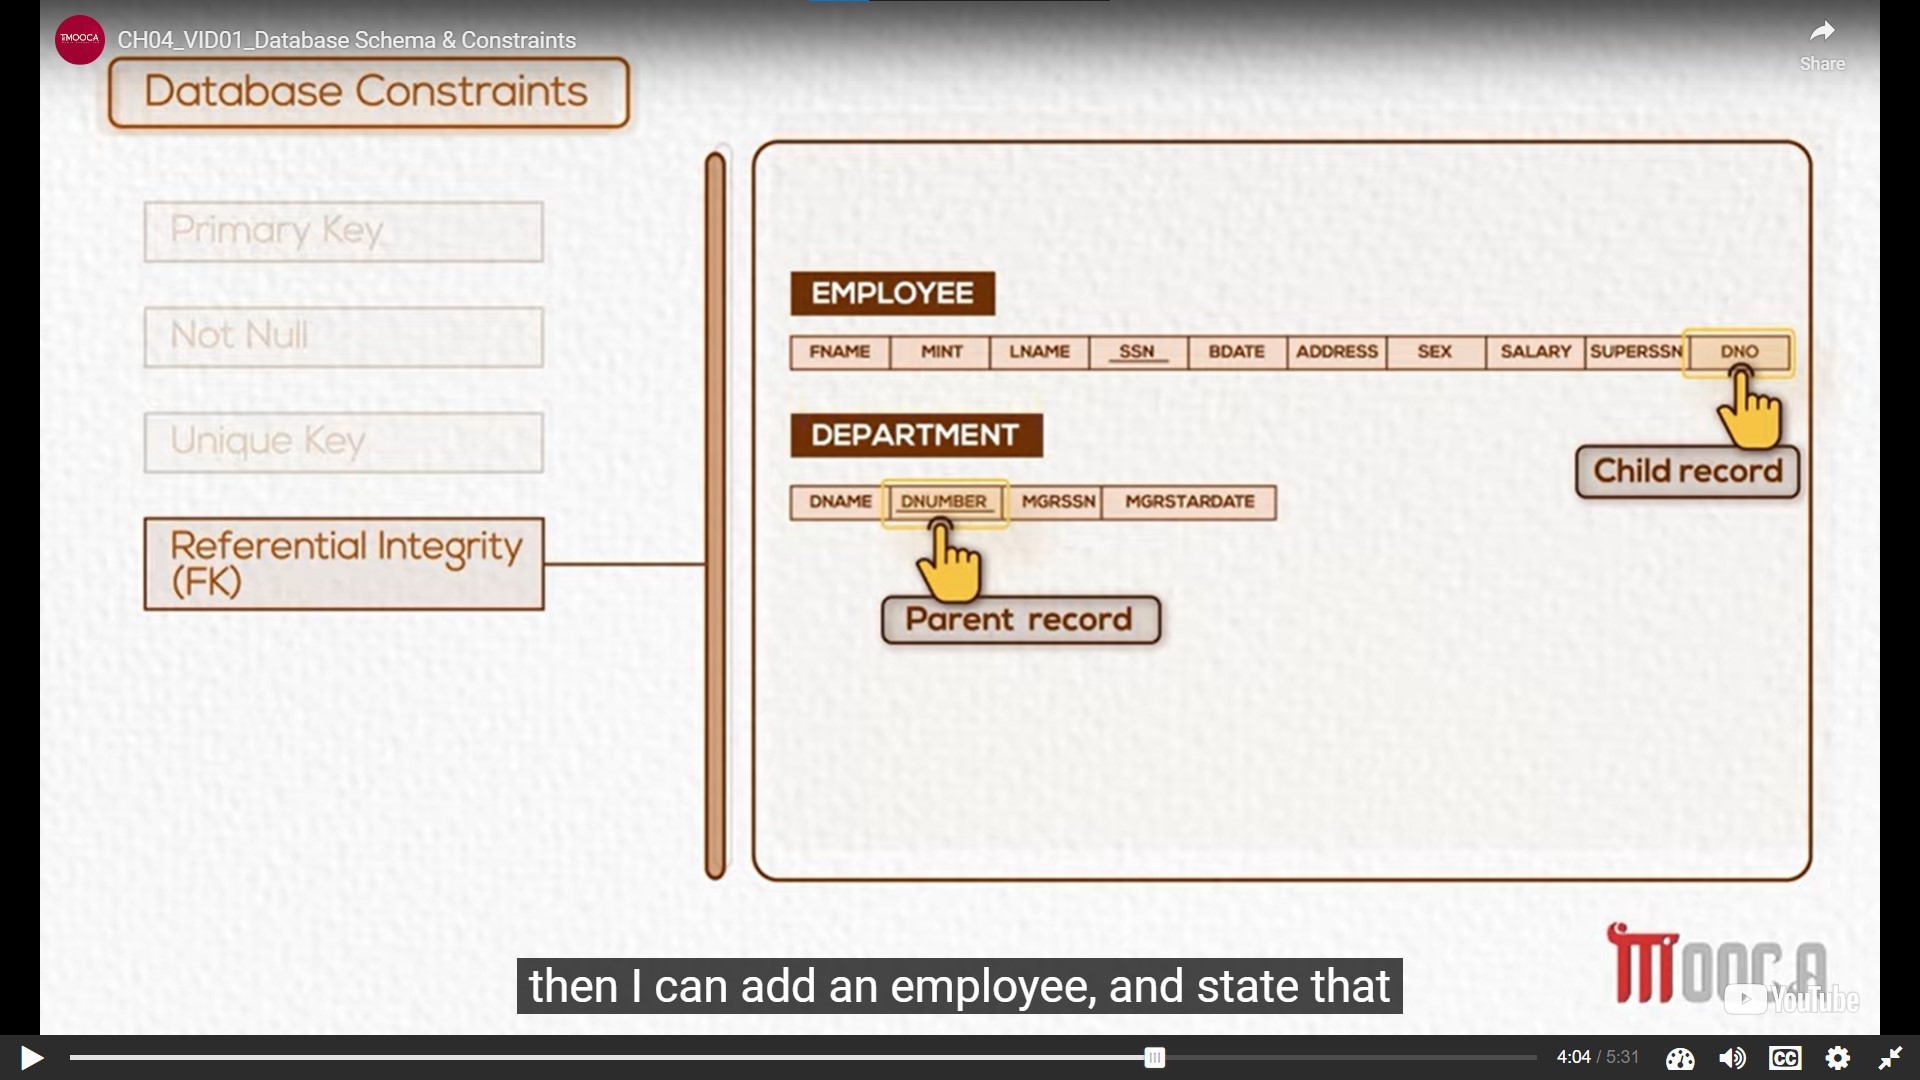 TMOOCA
CH04_VID01_Database Schema & Constraints
Share
Database Constraints
Primary Key
Not Null
Unique Key
Referential Integrity
(FK)
EMPLOYEE
FNAME MINT LNAME SSN BDATE ADDRESS SEX SALARY SUPERSSN DNO
Child record
DEPARTMENT
DNAME DNUMBER MGRSSN MGRSTARDATE
Parent record
then I can add an employee, and state that
MOOCA
YouTube
4:04 / 5:31
CC